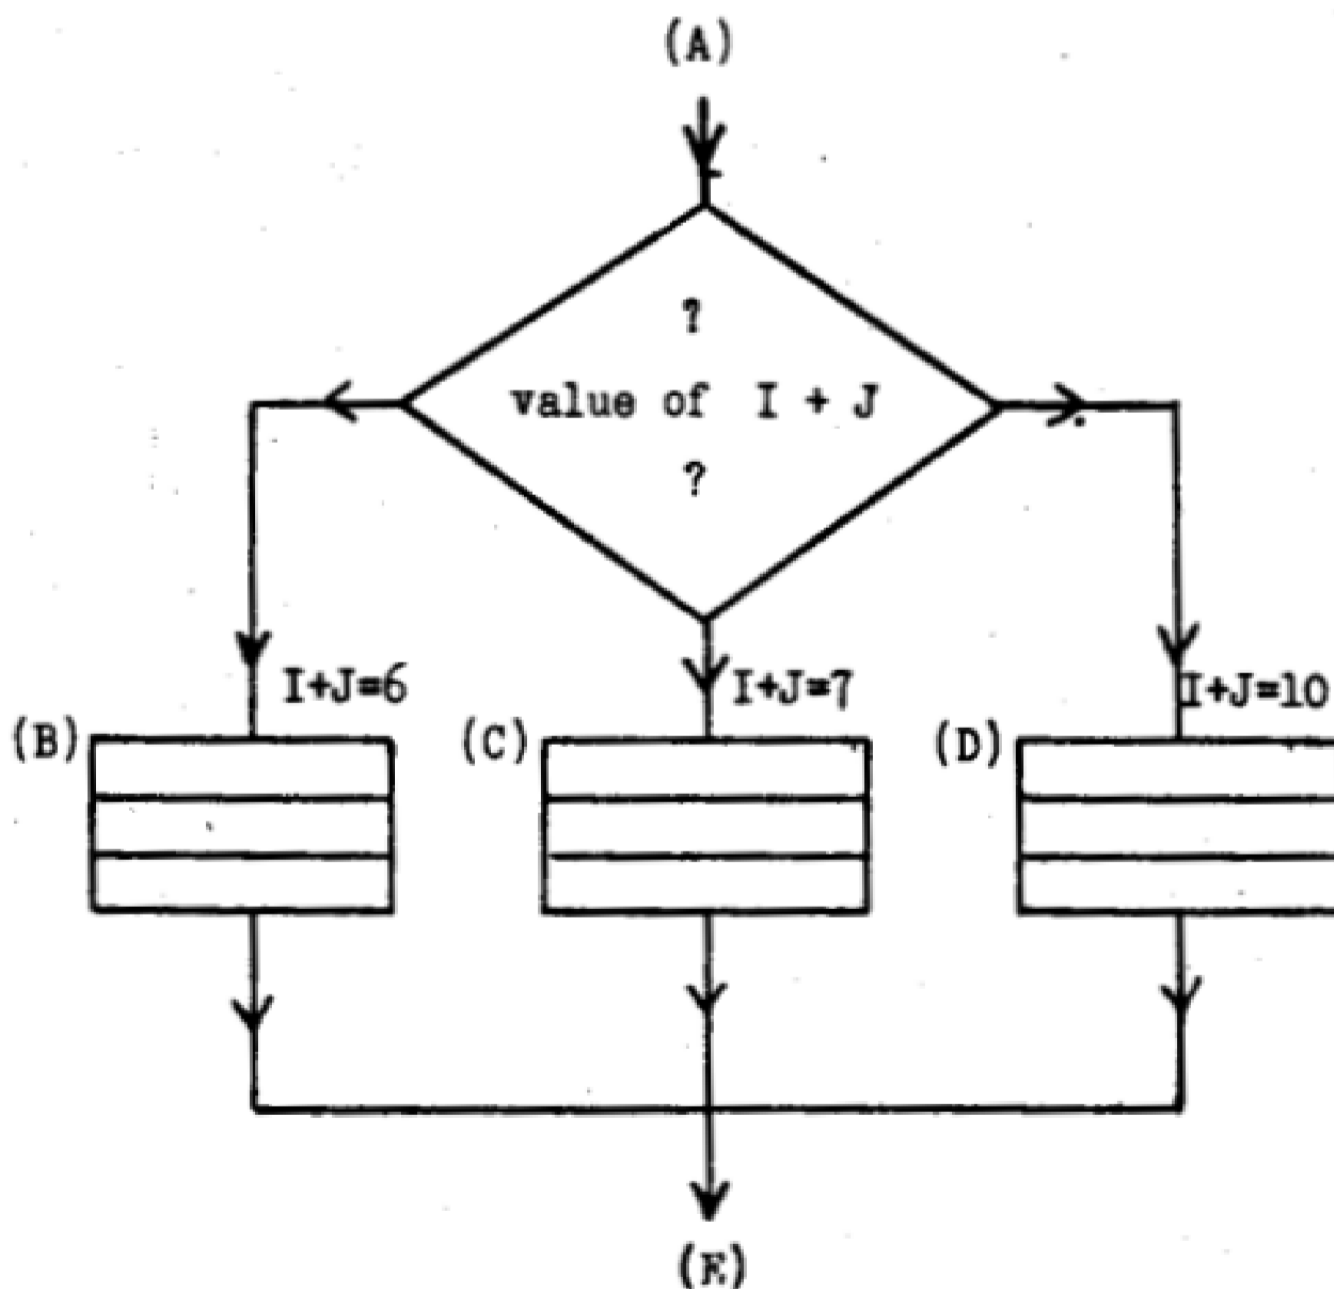 (A)
?
value of I + J
?
I+J=6
I+J=7
I+J=10
(B)
(C)
(D)
(E)